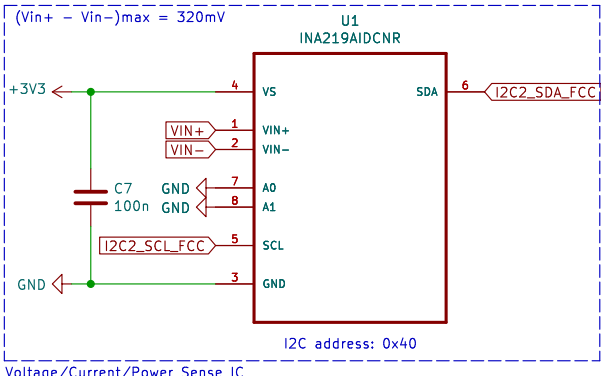 (Vin+ - Vin-)max = 320mV
U1
INA219AIDCNR
+3V3
4 VS
SDA 6 I2C2_SDA_FCC
VIN+ 1 VIN+
VIN- 2 VIN-
C7
100n
GND 7 A0
GND 8 A1
I2C2_SCL_FCC 5 SCL
GND 3 GND
I2C address: 0x40
Voltage/Current/Power Sense IC